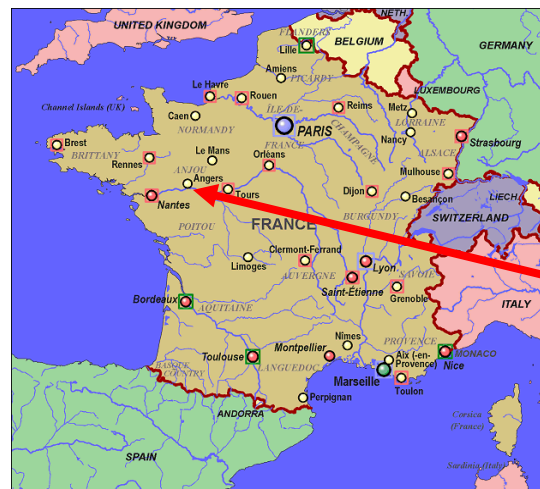 UNITED KINGDOM
NETH.
FLANDERS
Lille
BELGIUM
GERMANY
Amiens
PICARDY
LUXEMBOURG
Le Havre
Rouen
Channel Islands (UK)
Caen
NORMANDY
ÎLE-DE-
FRANCE
PARIS
Reims
CHAMPAGNE
Metz
LORRAINE
Nancy
ALSACE
Strasbourg
Brest
BRITTANY
Rennes
Le Mans
Orléans
ANJOU
Angers
Tours
Nantes
Mulhouse
Dijon
Besançon
BURGUNDY
LIECH.
SWITZERLAND
POITOU
FRANCE
Clermont-Ferrand
Limoges
AUVERGNE
Lyon
SAVOIE
Saint-Étienne
Grenoble
ITALY
Bordeaux
AQUITAINE
Nîmes
PROVENCE
Montpellier
Aix (-en-
Provence)
MONACO
Nice
Toulouse
LANGUEDOC
BASQUE
COUNTRY
Marseille
Toulon
Perpignan
ANDORRA
SPAIN
Corsica
(France)
Sardinia (Italy)